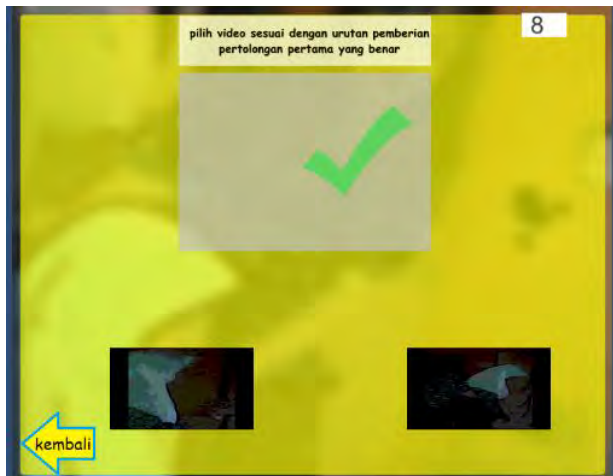 pilih video sesuai dengan urutan pemberian
pertolongan pertama yang benar
8
kembali